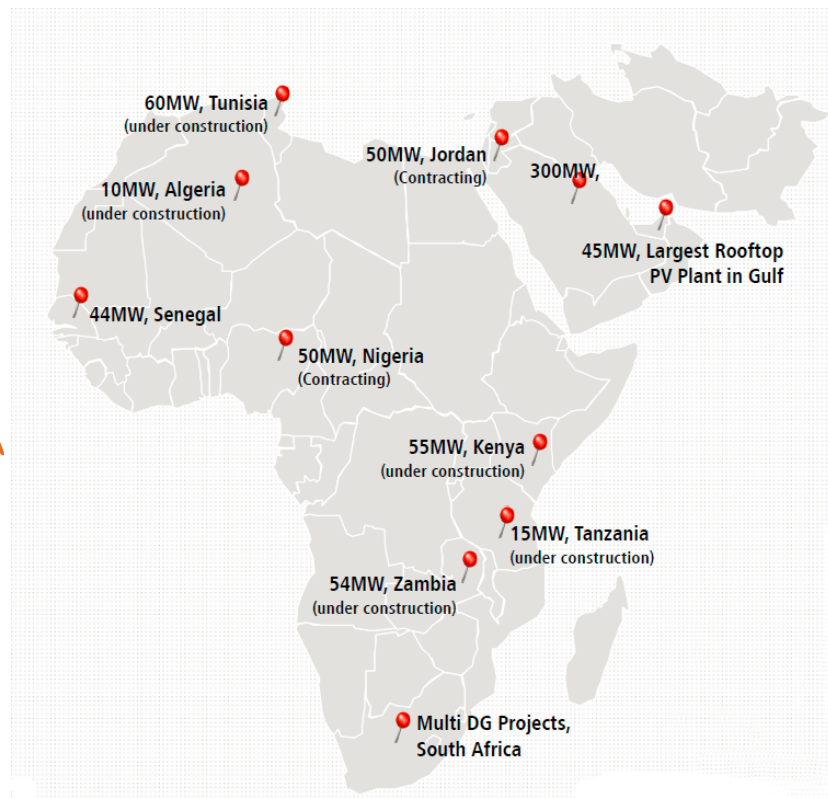 60MW, Tunisia
(under construction)
50MW, Jordan
(Contracting)
300MW,
10MW, Algeria
(under construction)
45MW, Largest Rooftop
PV Plant in Gulf
44MW, Senegal
50MW, Nigeria
(Contracting)
55MW, Kenya
(under construction)
15MW, Tanzania
(under construction)
54MW, Zambia
(under construction)
Multi DG Projects,
South Africa